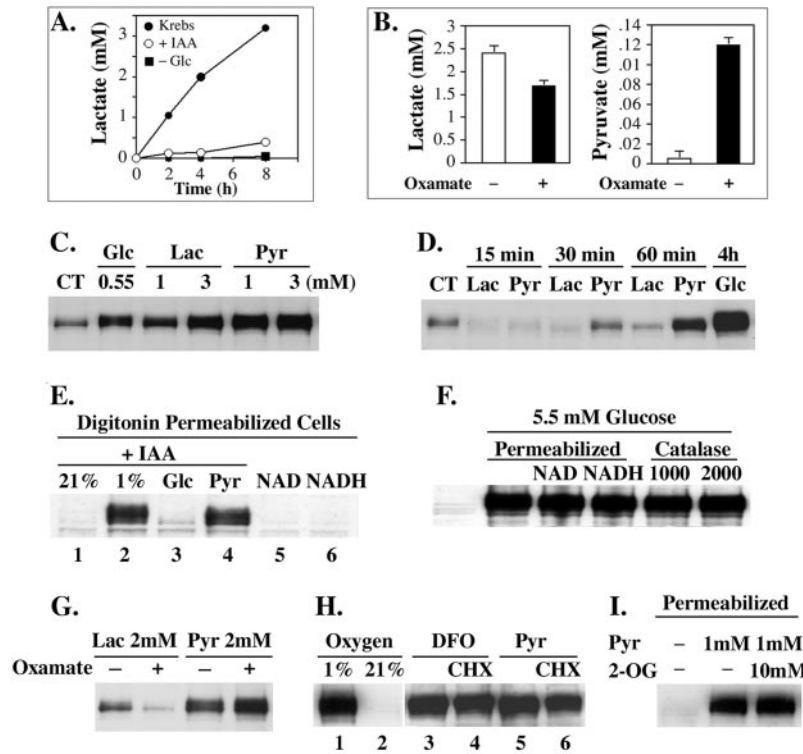 A.
Krebs
+ IAA
– Glc
Lactate (mM)
3
2
1
0
0 2 4 6 8
Time (h)
B.
Lactate (mM)
3
2.5
2
1.5
1
.05
0
Oxamate – +
Pyruvate (mM)
.12
.10
.12
.06
.04
.02
0
Oxamate – +
C.
Glc Lac Pyr
CT 0.55 1 3 1 3 (mM)
D.
15 min 30 min 60 min 4h
CT Lac Pyr Lac Pyr Lac Pyr Glc
E.
Digitonin Permeabilized Cells
+ IAA
21% 1% Glc Pyr NAD NADH
1 2 3 4 5 6
F.
5.5 mM Glucose
Permeabilized Catalase
NAD NADH 1000 2000
G.
Lac 2mM Pyr 2mM
Oxamate – + – +
H.
Oxygen DFO Pyr
1% 21% CHX CHX
1 2 3 4 5 6
I.
Permeabilized
Pyr – 1mM 1mM
2-OG – 10mM